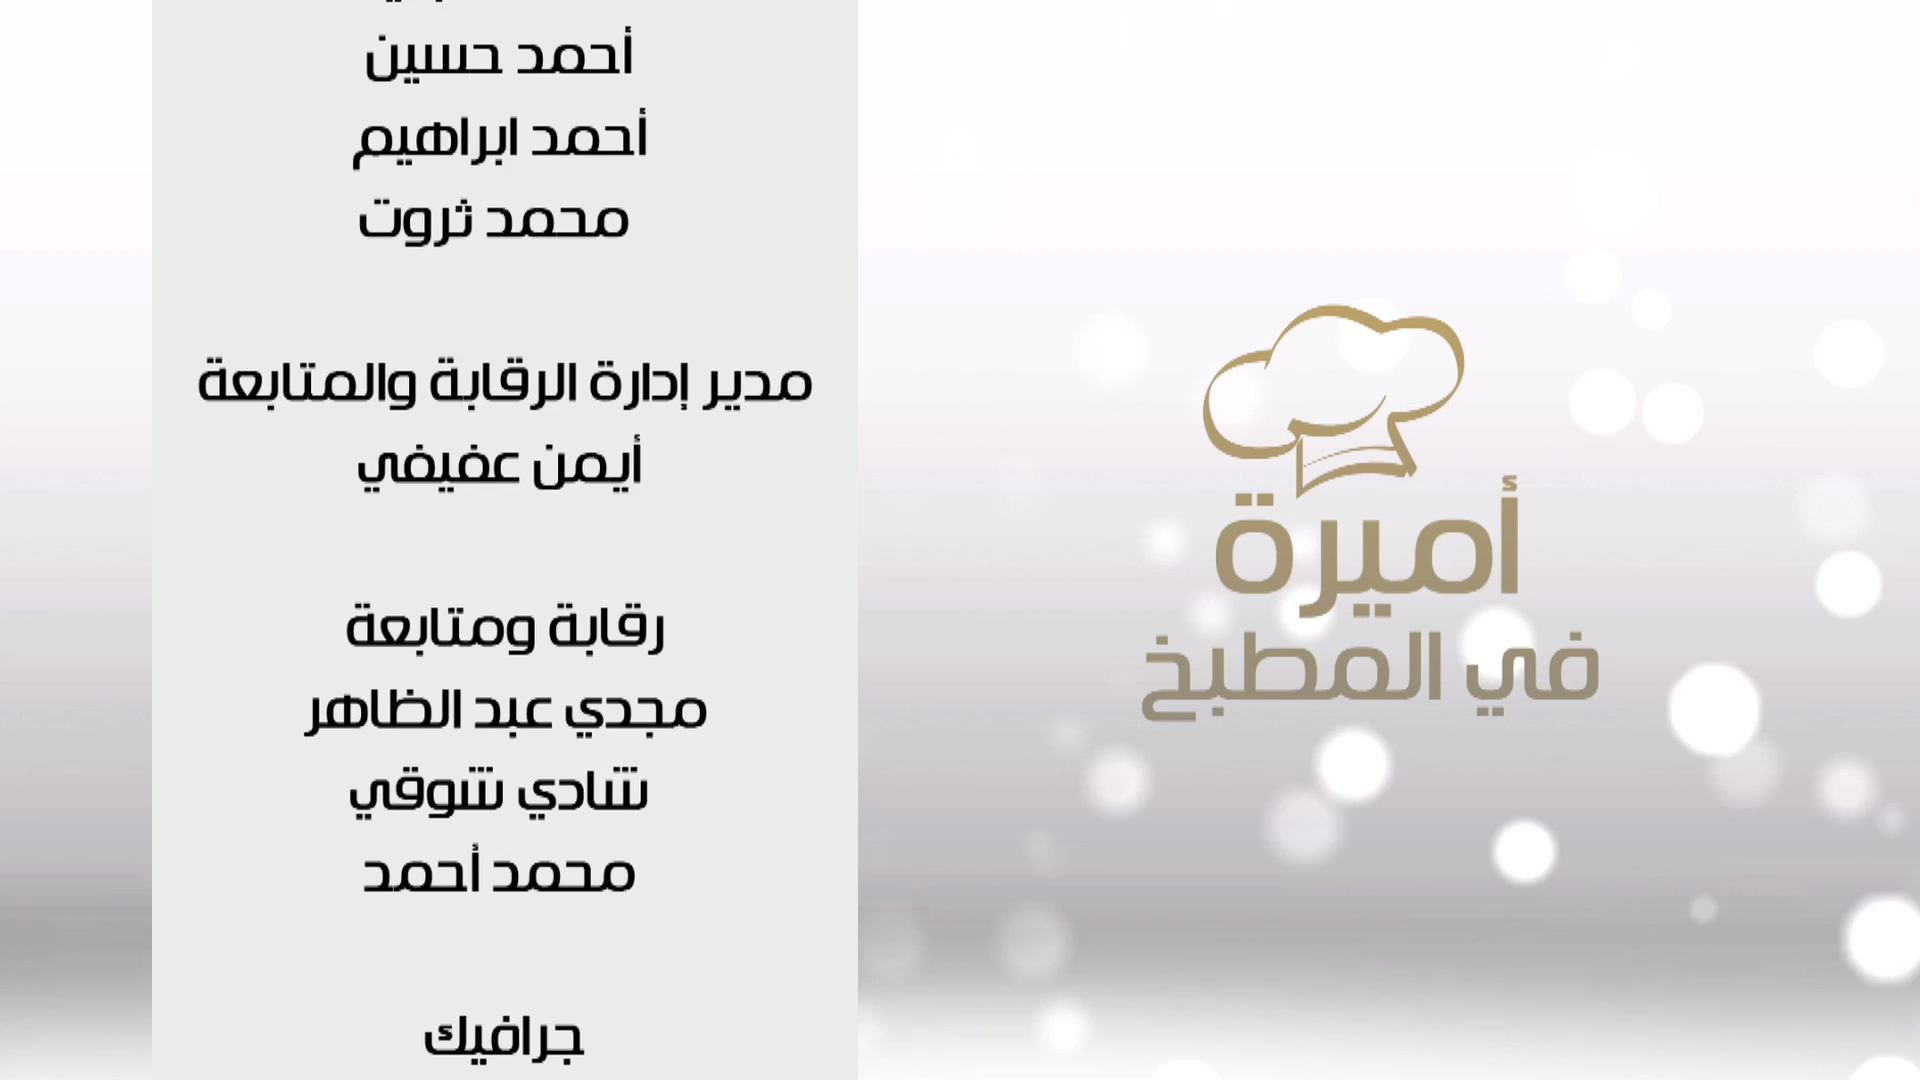 أحمد حسين
أحمد ابراهيم
محمد ثروت
مدير إدارة الرقابة والمتابعة
أيمن عفيفي
رقابة ومتابعة
مجدي عبد الظاهر
شادي شوقي
محمد أحمد
جرافيك
أميرة
في المطبخ